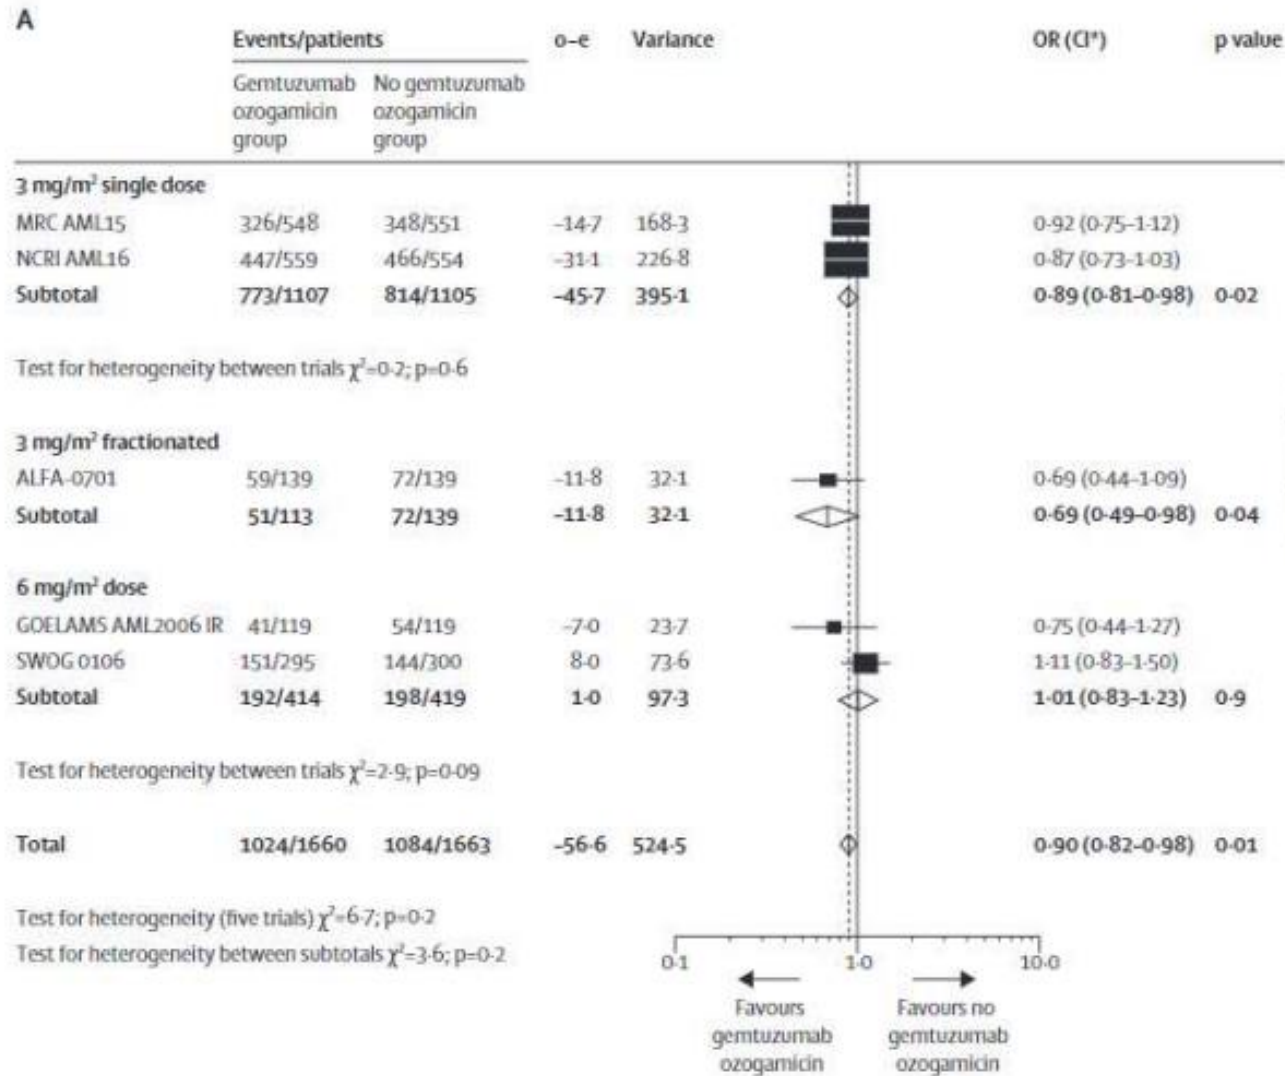 A
Events/patients o–e Variance OR (CI*) p value
Gemtuzumab No gemtuzumab
ozogamicin ozogamicin
group group
3 mg/m² single dose
MRC AML15 326/548 348/551 –14·7 168·3 0·92 (0·75–1·12)
NCRI AML16 447/559 466/554 –31·1 226·8 0·87 (0·73–1·03)
Subtotal 773/1107 814/1105 –45·7 395·1 0·89 (0·81–0·98) 0·02
Test for heterogeneity between trials χ²=0·2; p=0·6
3 mg/m² fractionated
ALFA-0701 59/139 72/139 –11·8 32·1 0·69 (0·44–1·09)
Subtotal 51/113 72/139 –11·8 32·1 0·69 (0·49–0·98) 0·04
6 mg/m² dose
GOELAMS AML2006 IR 41/119 54/119 –7·0 23·7 0·75 (0·44–1·27)
SWOG 0106 151/295 144/300 8·0 73·6 1·11 (0·83–1·50)
Subtotal 192/414 198/419 1·0 97·3 1·01 (0·83–1·23) 0·9
Test for heterogeneity between trials χ²=2·9; p=0·09
Total 1024/1660 1084/1663 –56·6 524·5 0·90 (0·82–0·98) 0·01
Test for heterogeneity (five trials) χ²=6·7; p=0·2
Test for heterogeneity between subtotals χ²=3·6; p=0·2
0·1 1·0 10·0
Favours Favours no
gemtuzumab gemtuzumab
ozogamicin ozogamicin